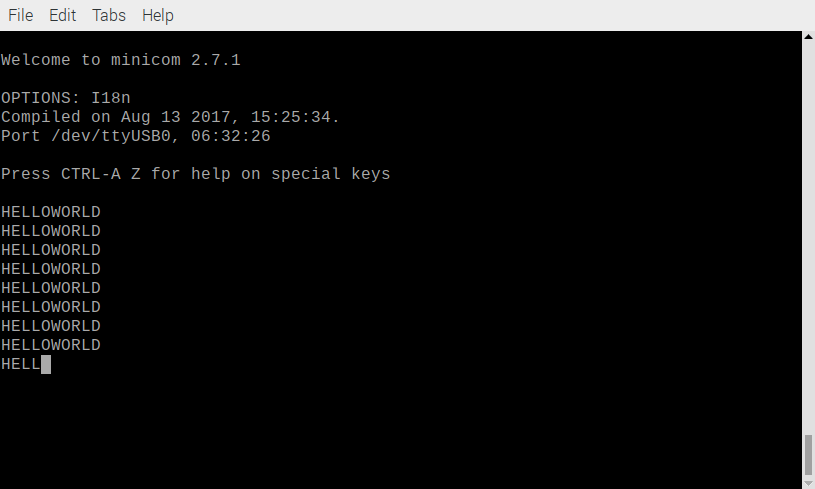 File Edit Tabs Help
Welcome to minicom 2.7.1
OPTIONS: I18n
Compiled on Aug 13 2017, 15:25:34.
Port /dev/ttyUSB0, 06:32:26
Press CTRL-A Z for help on special keys
HELLOWORLD
HELLOWORLD
HELLOWORLD
HELLOWORLD
HELLOWORLD
HELLOWORLD
HELLOWORLD
HELLOWORLD
HELL